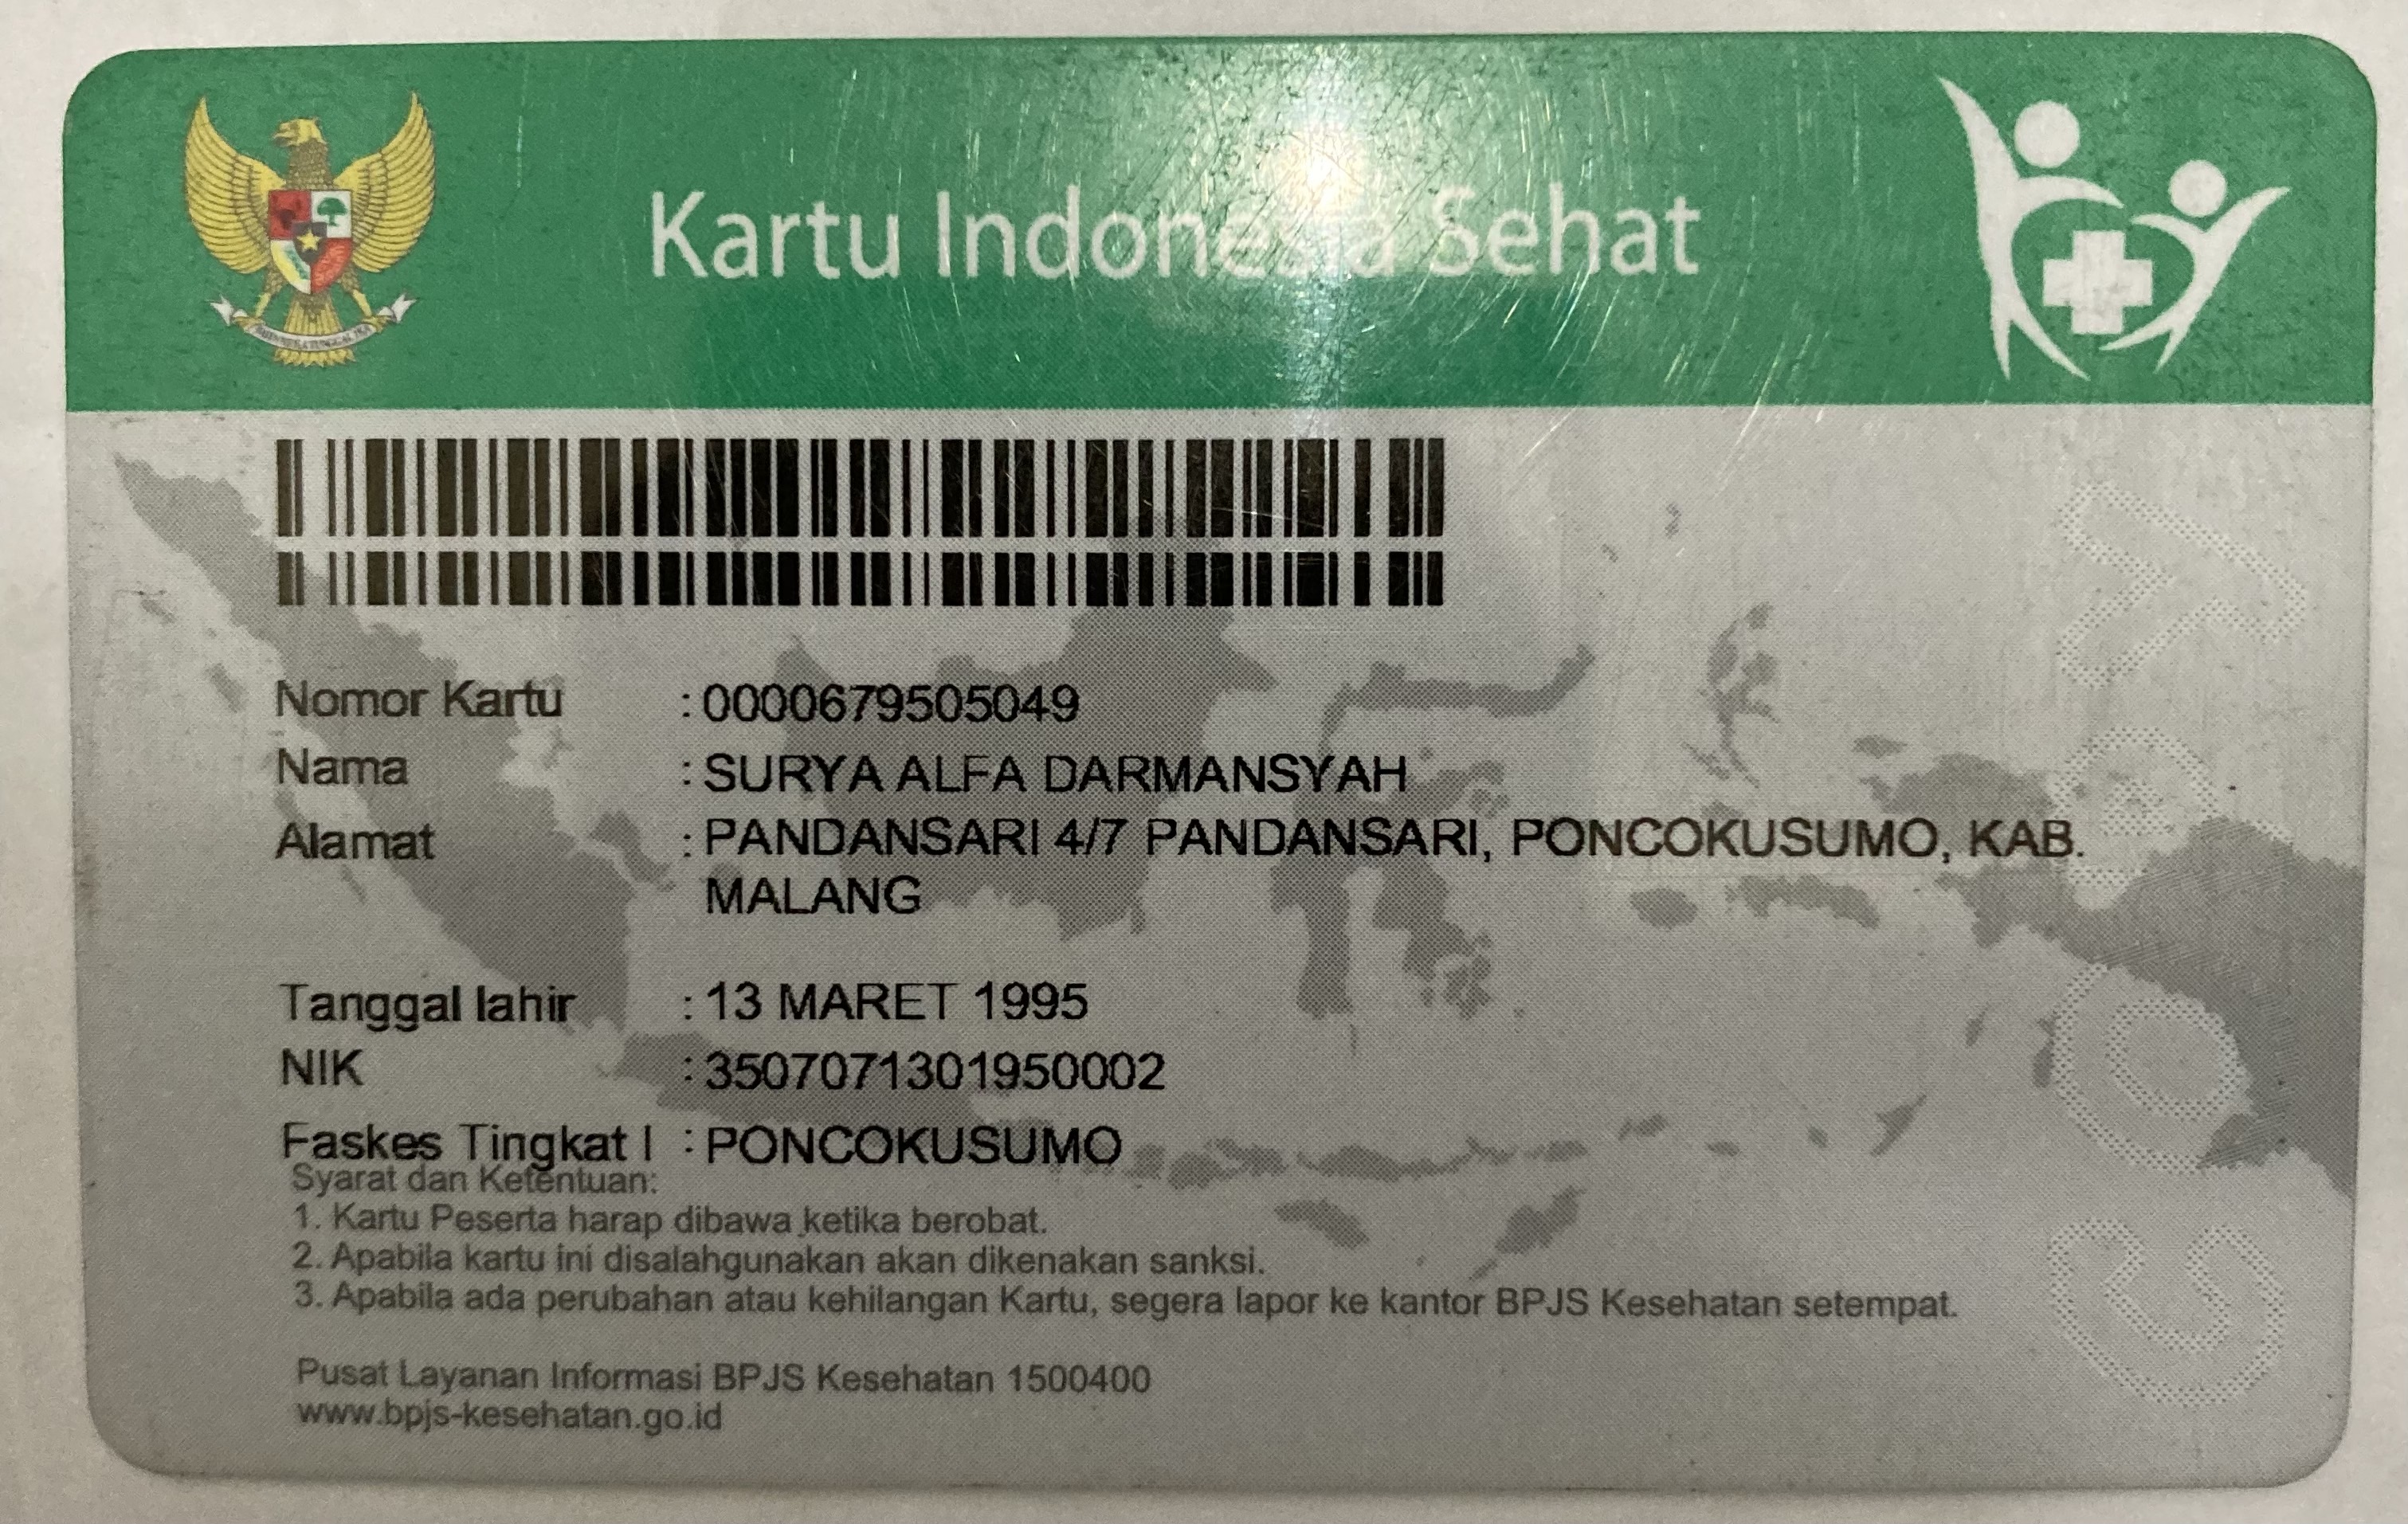 Kartu Indonesia Sehat
Nomor Kartu : 0000679505049
Nama : SURYA ALFA DARMANSYAH
Alamat : PANDANSARI 4/7 PANDANSARI, PONCOKUSUMO, KAB.
MALANG
Tanggal lahir : 13 MARET 1995
NIK : 3507071301950002
Faskes Tingkat I : PONCOKUSUMO
Syarat dan Ketentuan:
1. Kartu Peserta harap dibawa ketika berobat.
2. Apabila kartu ini disalahgunakan akan dikenakan sanksi.
3. Apabila ada perubahan atau kehilangan Kartu, segera lapor ke kantor BPJS Kesehatan setempat.
Pusat Layanan Informasi BPJS Kesehatan 1500400
www.bpjs-kesehatan.go.id